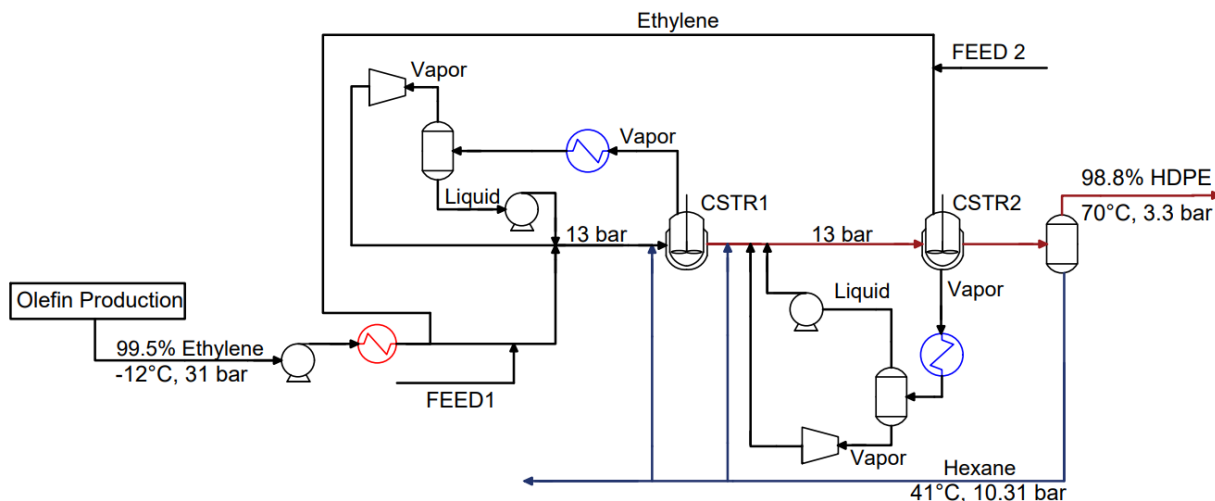 Ethylene
FEED 2
Vapor
Vapor
98.8% HDPE
70°C, 3.3 bar
Liquid
CSTR1
CSTR2
13 bar
13 bar
Olefin Production
Liquid
Vapor
99.5% Ethylene
-12°C, 31 bar
FEED1
Vapor
Hexane
41°C, 10.31 bar